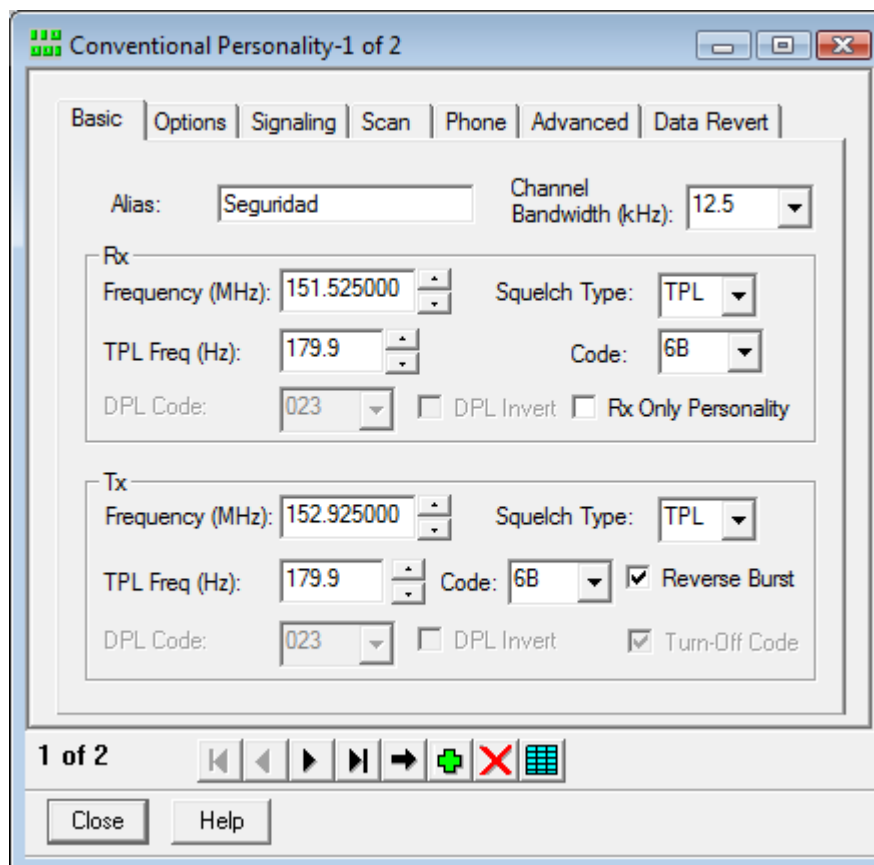 Conventional Personality-1 of 2
Basic Options Signaling Scan Phone Advanced Data Revert
Alias: Seguridad Channel Bandwidth (kHz): 12.5
Rx
Frequency (MHz): 151.525000 Squelch Type: TPL
TPL Freq (Hz): 179.9 Code: 6B
DPL Code: 023 DPL Invert Rx Only Personality
Tx
Frequency (MHz): 152.925000 Squelch Type: TPL
TPL Freq (Hz): 179.9 Code: 6B Reverse Burst
DPL Code: 023 DPL Invert Turn-Off Code
1 of 2
Close Help